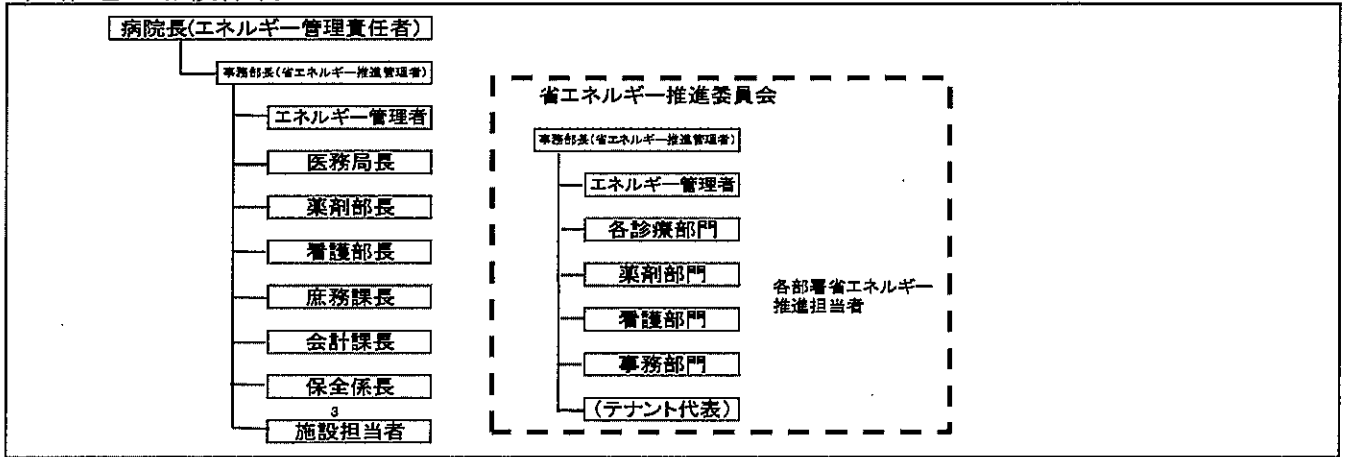 病院長(エネルギー管理責任者)
事務部長(省エネルギー推進管理者)
エネルギー管理者
医務局長
薬剤部長
看護部長
庶務課長
会計課長
保全係長
3
施設担当者
省エネルギー推進委員会
事務部長(省エネルギー推進管理者)
エネルギー管理者
各診療部門
薬剤部門
看護部門
事務部門
(テナント代表)
各部署省エネルギー
推進担当者